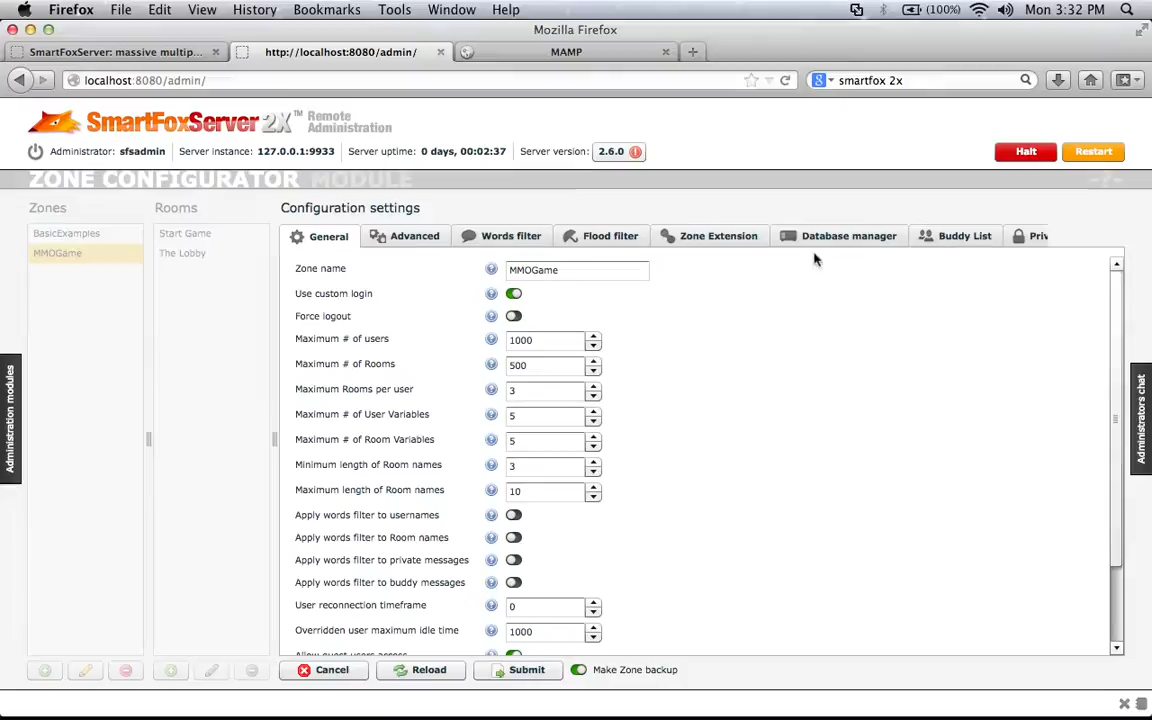 Firefox File Edit View History Bookmarks Tools Window Help (100%) Mon 3:32 PM
Mozilla Firefox
SmartFoxServer: massive multip... http://localhost:8080/admin/ MAMP
localhost:8080/admin/ smartfox 2x
SmartFoxServer 2X™ Remote Administration
Administrator: sfsadmin Server instance: 127.0.0.1:9933 Server uptime: 0 days, 00:02:37 Server version: 2.6.0 Halt Restart
ZONE CONFIGURATOR MODULE
Zones Rooms Configuration settings
BasicExamples Start Game General Advanced Words filter Flood filter Zone Extension Database manager Buddy List Priv
MMOGame The Lobby
Zone name MMOGame
Use custom login
Force logout
Maximum # of users 1000
Maximum # of Rooms 500
Maximum Rooms per user 3
Maximum # of User Variables 5
Maximum # of Room Variables 5
Minimum length of Room names 3
Maximum length of Room names 10
Apply words filter to usernames
Apply words filter to Room names
Apply words filter to private messages
Apply words filter to buddy messages
User reconnection timeframe 0
Overridden user maximum idle time 1000
Allow guest users access
Cancel Reload Submit Make Zone backup
Administration modules
Administrators chat